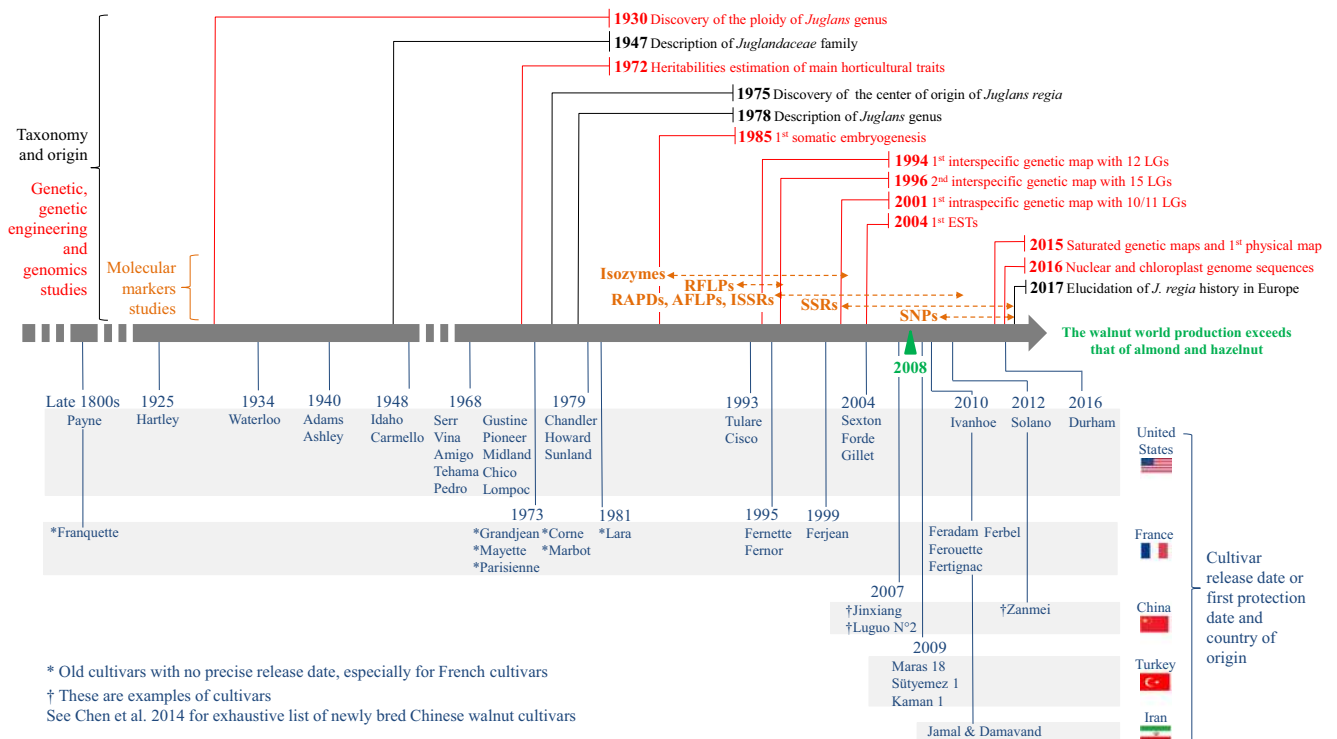 1930 Discovery of the ploidy of Juglans genus
1947 Description of Juglandaceae family
1972 Heritabilities estimation of main horticultural traits
1975 Discovery of the center of origin of Juglans regia
1978 Description of Juglans genus
1985 1st somatic embryogenesis
1994 1st interspecific genetic map with 12 LGs
1996 2nd interspecific genetic map with 15 LGs
2001 1st intraspecific genetic map with 10/11 LGs
2004 1st ESTs
2015 Saturated genetic maps and 1st physical map
2016 Nuclear and chloroplast genome sequences
2017 Elucidation of J. regia history in Europe
Taxonomy
and origin
Genetic,
genetic
engineering
and
genomics
studies
Molecular
markers
studies
Isozymes
RFLPs
RAPDs, AFLPs, ISSRs
SSRs
SNPs
The walnut world production exceeds
that of almond and hazelnut
2008
Late 1800s
Payne
1925
Hartley
1934
Waterloo
1940
Adams
Ashley
1948
Idaho
Carmello
1968
Serr
Vina
Amigo
Tehama
Pedro
Gustine
Pioneer
Midland
Chico
Lompoc
1979
Chandler
Howard
Sunland
1993
Tulare
Cisco
2004
Sexton
Forde
Gillet
2010
Ivanhoe
2012
Solano
2016
Durham
United
States
*Franquette
1973
*Grandjean
*Mayette
*Parisienne
*Corne
*Marbot
1981
*Lara
1995
Fernette
Fernor
1999
Ferjean
Feradam
Ferouette
Fertignac
Ferbel
France
2007
†Jinxiang
†Luguo N°2
†Zanmei
China
2009
Maras 18
Sütyemez 1
Kaman 1
Turkey
Jamal & Damavand
Iran
Cultivar
release date or
first protection
date and
country of
origin
* Old cultivars with no precise release date, especially for French cultivars
† These are examples of cultivars
See Chen et al. 2014 for exhaustive list of newly bred Chinese walnut cultivars